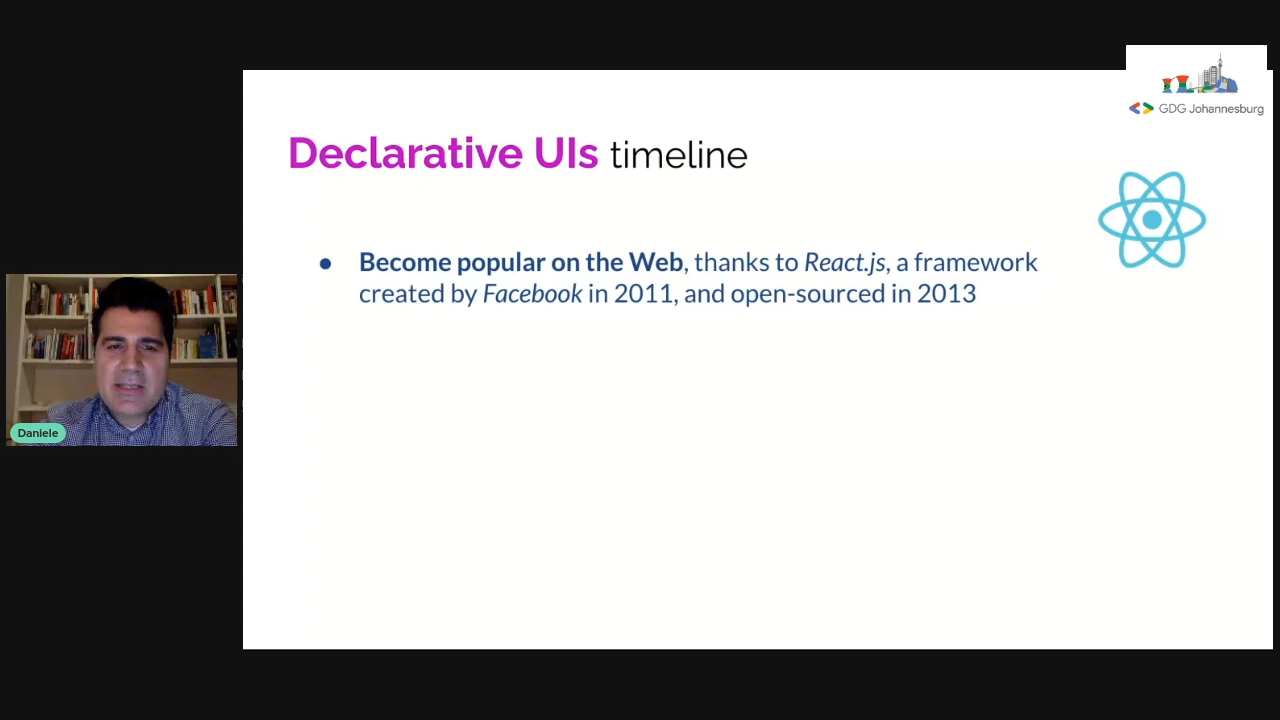 GDG Johannesburg
Declarative UIs timeline
● Become popular on the Web, thanks to React.js, a framework
created by Facebook in 2011, and open-sourced in 2013
Daniele